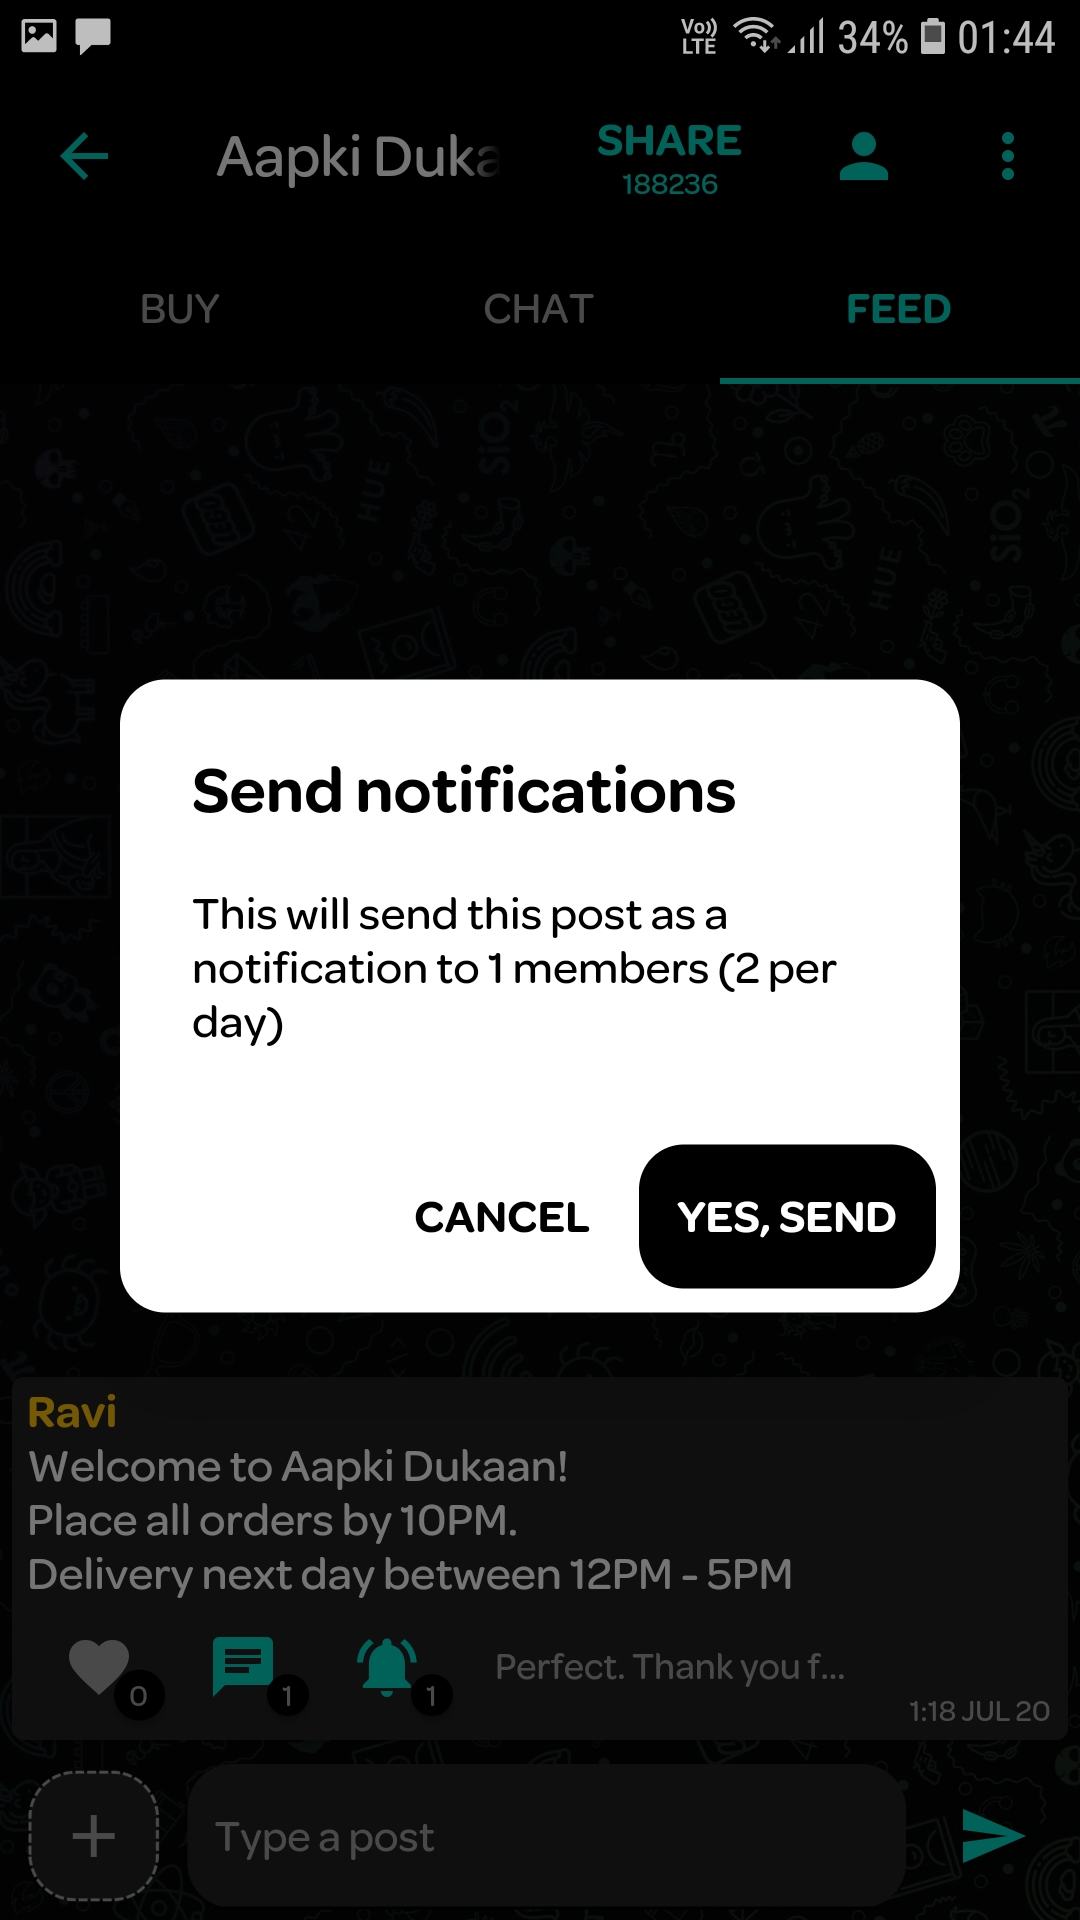 Vo)) LTE 34% 01:44
Aapki Duka
SHARE
188236
BUY CHAT FEED
Send notifications
This will send this post as a
notification to 1 members (2 per
day)
CANCEL YES, SEND
Ravi
Welcome to Aapki Dukaan!
Place all orders by 10PM.
Delivery next day between 12PM - 5PM
0 1 1 Perfect. Thank you f...
1:18 JUL 20
Type a post